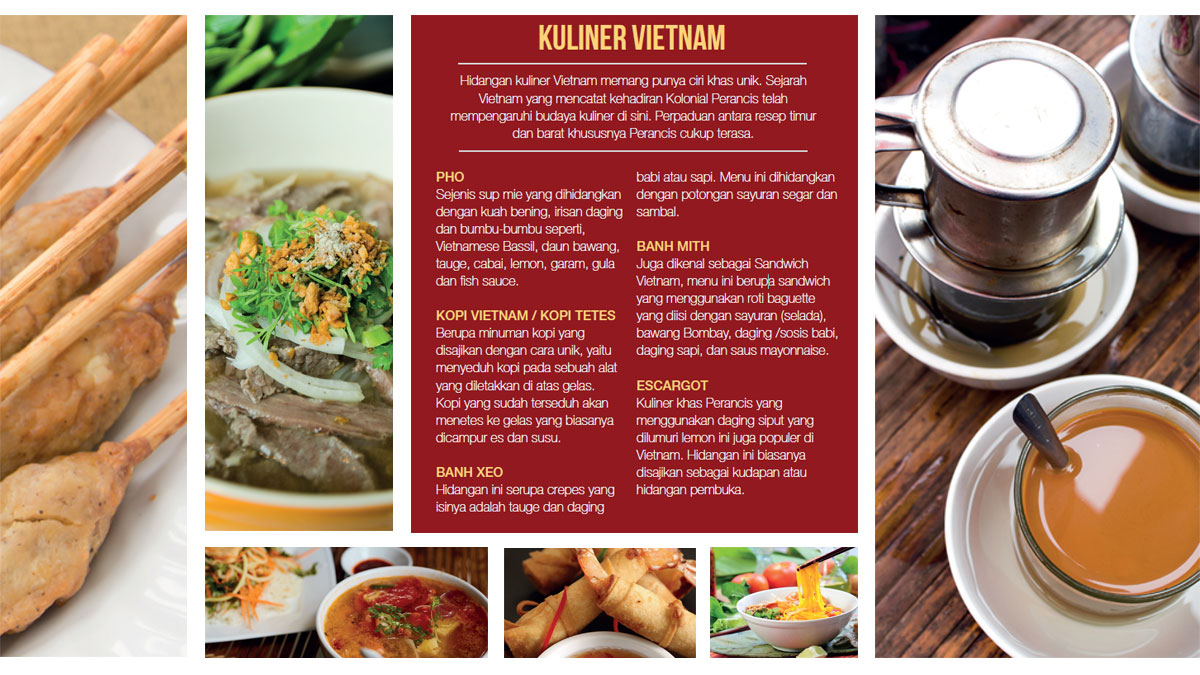 KULINER VIETNAM
Hidangan kuliner Vietnam memang punya ciri khas unik. Sejarah
Vietnam yang mencatat kehadiran Kolonial Perancis telah
mempengaruhi budaya kuliner di sini. Perpaduan antara resep timur
dan barat khususnya Perancis cukup terasa.
PHO
Sejenis sup mie yang dihidangkan
dengan kuah bening, irisan daging
dan bumbu-bumbu seperti,
Vietnamese Bassil, daun bawang,
tauge, cabai, lemon, garam, gula
dan fish sauce.
KOPI VIETNAM / KOPI TETES
Berupa minuman kopi yang
disajikan dengan cara unik, yaitu
menyeduh kopi pada sebuah alat
yang diletakkan di atas gelas.
Kopi yang sudah terseduh akan
menetes ke gelas yang biasanya
dicampur es dan susu.
BANH XEO
Hidangan ini serupa crepes yang
isinya adalah tauge dan daging
babi atau sapi. Menu ini dihidangkan
dengan potongan sayuran segar dan
sambal.
BANH MITH
Juga dikenal sebagai Sandwich
Vietnam, menu ini berupa sandwich
yang menggunakan roti baguette
yang diisi dengan sayuran (selada),
bawang Bombay, daging /sosis babi,
daging sapi, dan saus mayonnaise.
ESCARGOT
Kuliner khas Perancis yang
menggunakan daging siput yang
dilumuri lemon ini juga populer di
Vietnam. Hidangan ini biasanya
disajikan sebagai kudapan atau
hidangan pembuka.